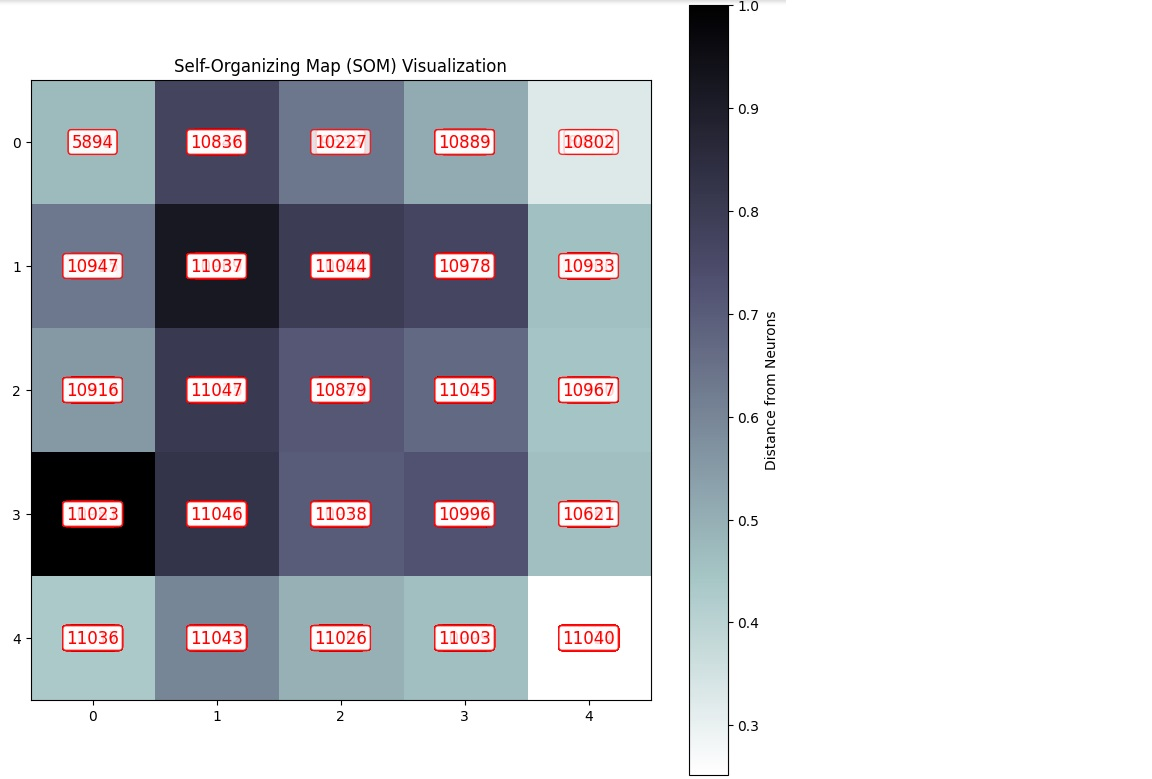 Self-Organizing Map (SOM) Visualization
0
5894 10836 10227 10889 10802
1
10947 11037 11044 10978 10933
2
10916 11047 10879 11045 10967
3
11023 11046 11038 10996 10621
4
11036 11043 11026 11003 11040
0 1 2 3 4
1.0
0.9
0.8
0.7
0.6
0.5
0.4
0.3
Distance from Neurons